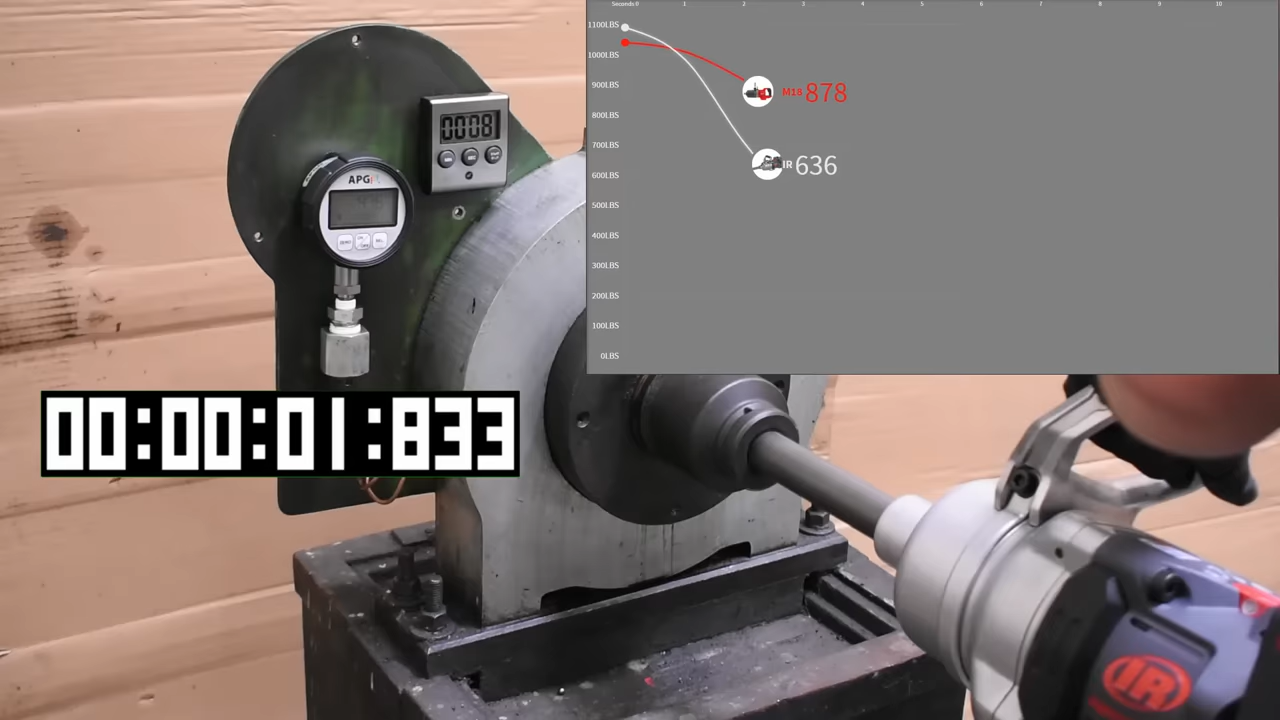 Seconds 0 1 2 3 4 5 6 7 8 9 10
1100LBS
1000LBS
900LBS
800LBS
700LBS
600LBS
500LBS
400LBS
300LBS
200LBS
100LBS
0LBS
M18 878
IR 636
00:08
APG
ZERO
00:00:01:833
IR